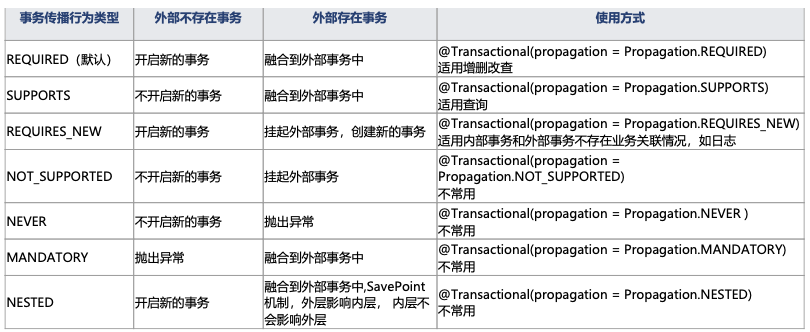 事务传播行为类型 外部不存在事务 外部存在事务 使用方式
REQUIRED（默认） 开启新的事务 融合到外部事务中 @Transactional(propagation = Propagation.REQUIRED)
适用增删改查
SUPPORTS 不开启新的事务 融合到外部事务中 @Transactional(propagation = Propagation.SUPPORTS)
适用查询
REQUIRES_NEW 开启新的事务 挂起外部事务，创建新的事务 @Transactional(propagation = Propagation.REQUIRES_NEW)
适用内部事务和外部事务不存在业务关联情况，如日志
NOT_SUPPORTED 不开启新的事务 挂起外部事务 @Transactional(propagation =
Propagation.NOT_SUPPORTED)
不常用
NEVER 不开启新的事务 抛出异常 @Transactional(propagation = Propagation.NEVER )
不常用
MANDATORY 抛出异常 融合到外部事务中 @Transactional(propagation = Propagation.MANDATORY)
不常用
NESTED 开启新的事务 融合到外部事务中,SavePoint
机制，外层影响内层， 内层不
会影响外层
@Transactional(propagation = Propagation.NESTED)
不常用